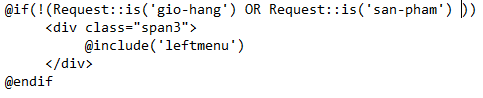 @if(!(Request::is('gio-hang') OR Request::is('san-pham') ))
<div class="span3">
@include('leftmenu')
</div>
@endif